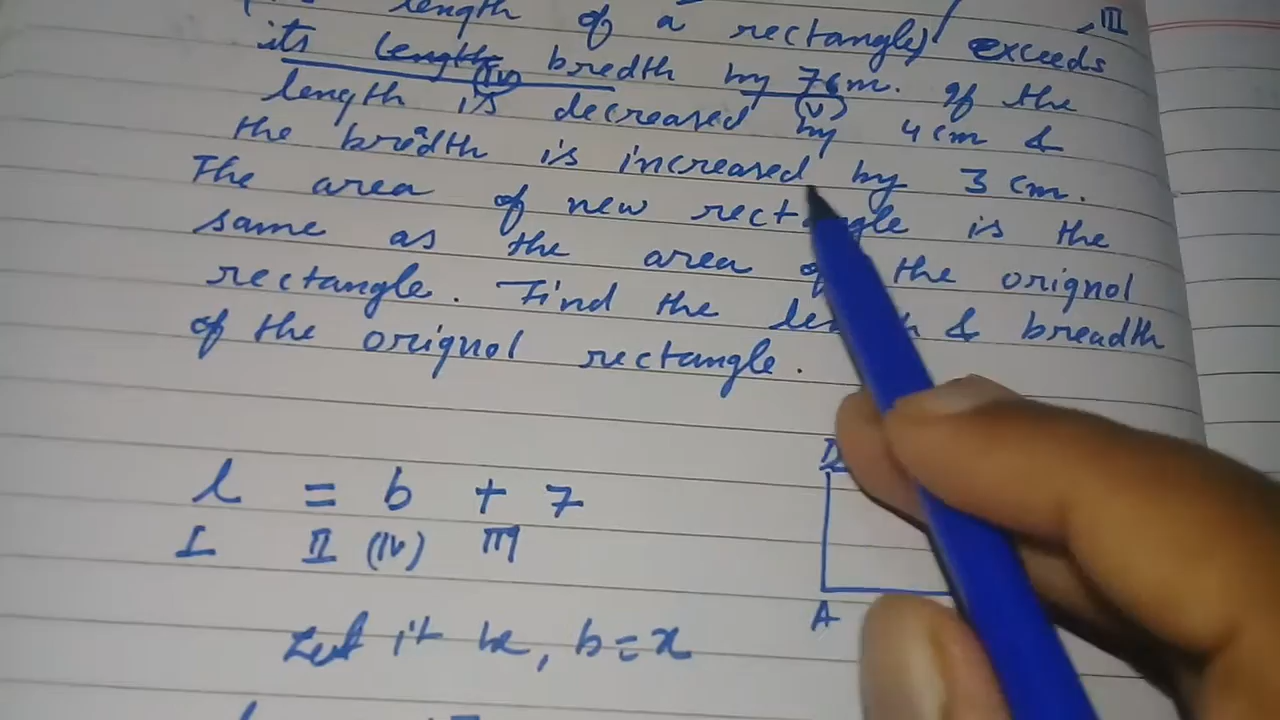 length of a rectangle) exceeds
III
its length bredth by 7cm. If the
(IV) (V)
length is decreased by 4cm &
the breadth is increased by 3 cm.
The area of new rectangle is the
same as the area of the orignol
rectangle. Find the & breadth
of the orignol rectangle.
l = b + 7
I II (IV) III
D
A
Let it be, b=x